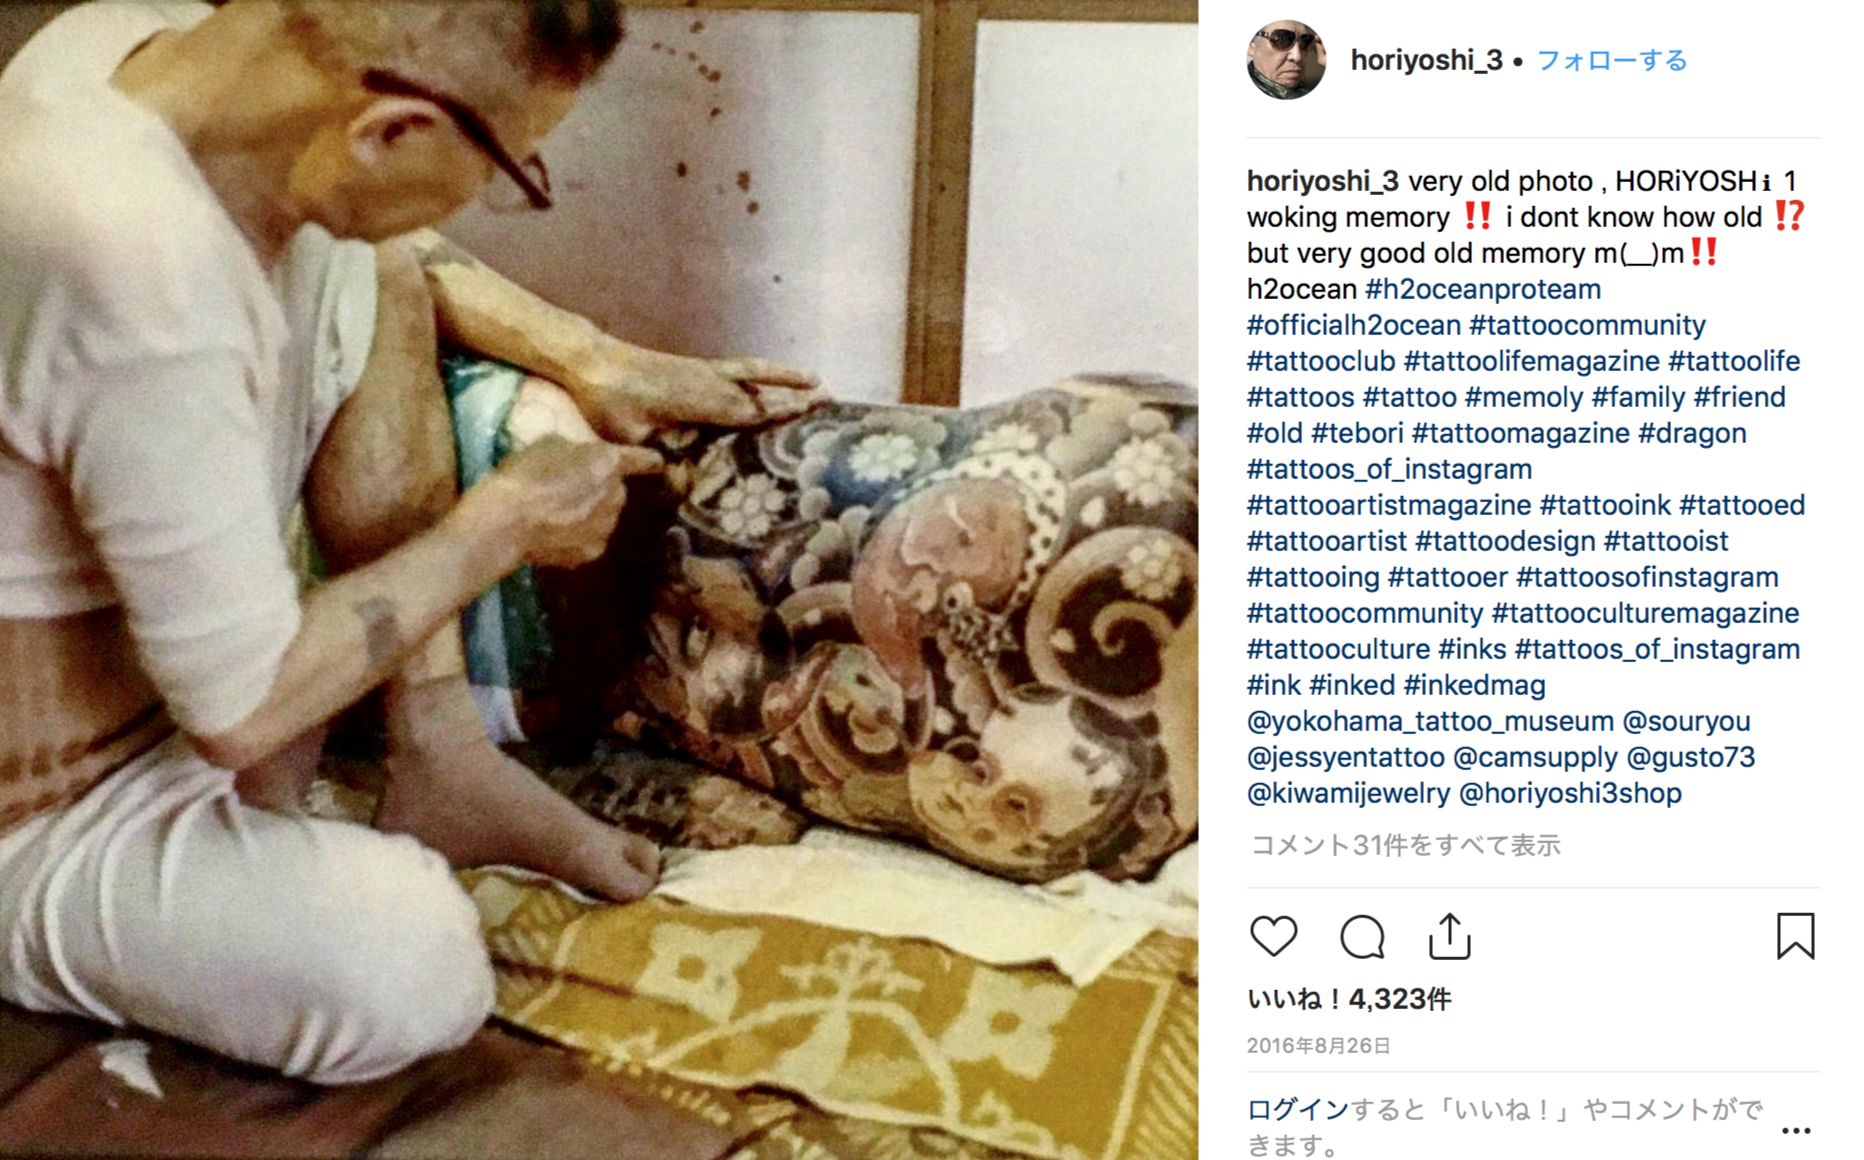 horiyoshi_3 • フォローする
horiyoshi_3 very old photo , HORiYOSHℹ 1
woking memory ‼️ i dont know how old ⁉️
but very good old memory m(__)m‼️
h2ocean #h2oceanproteam
#officialh2ocean #tattoocommunity
#tattooclub #tattoolifemagazine #tattoolife
#tattoos #tattoo #memoly #family #friend
#old #tebori #tattoomagazine #dragon
#tattoos_of_instagram
#tattooartistmagazine #tattooink #tattooed
#tattooartist #tattoodesign #tattooist
#tattooing #tattooer #tattoosofinstagram
#tattoocommunity #tattooculturemagazine
#tattooculture #inks #tattoos_of_instagram
#ink #inked #inkedmag
@yokohama_tattoo_museum @souryou
@jessyentattoo @camsupply @gusto73
@kiwamijewelry @horiyoshi3shop
コメント31件をすべて表示
いいね！4,323件
2016年8月26日
ログインすると「いいね！」やコメントがで
きます。